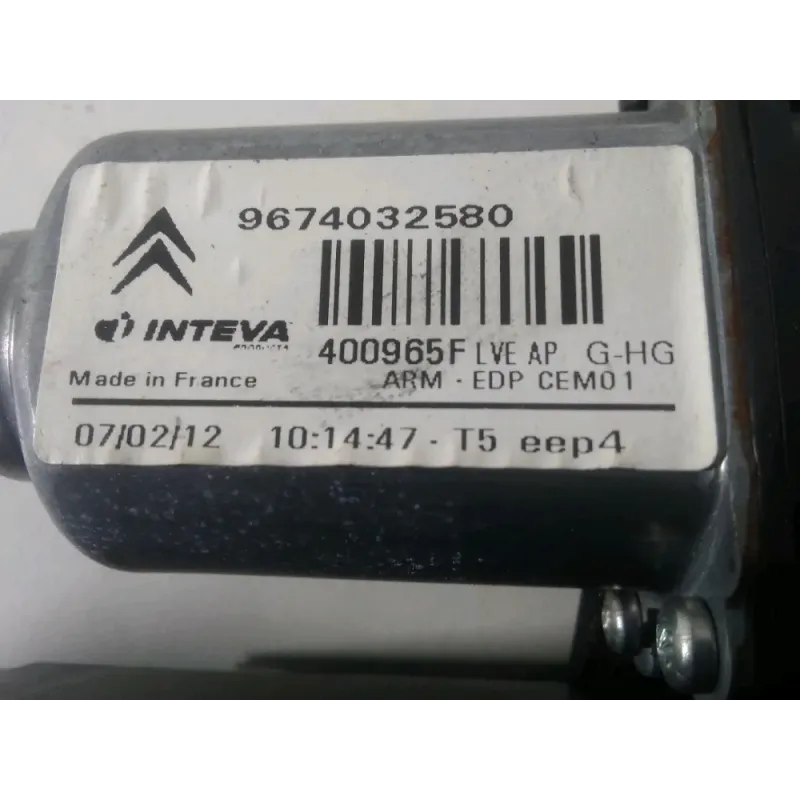 9674032580
INTEVA
PRODUCTS
400965F LVE AP G-HG
Made in France
ARM - EDP CEM01
07/02/12 10:14:47 - T5 eep4